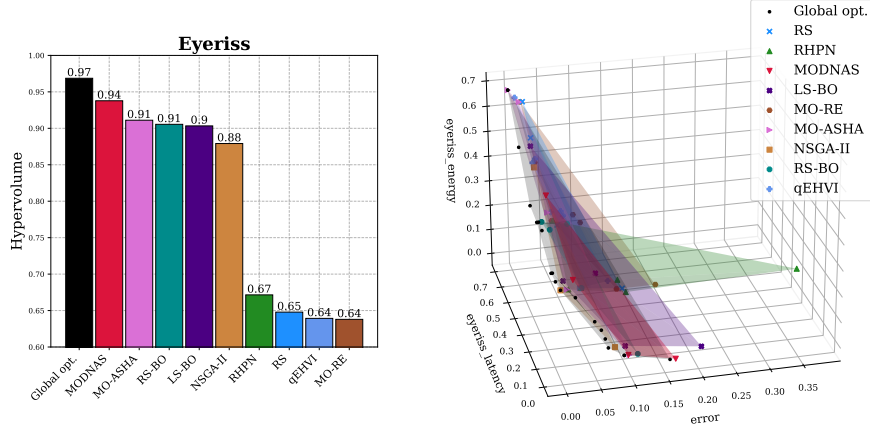 Eyeriss
Hypervolume
1.00
0.95
0.90
0.85
0.80
0.75
0.70
0.65
0.60
0.97
0.94
0.91
0.91
0.9
0.88
0.67
0.65
0.64
0.64
Global opt.
MODNAS
MO-ASHA
RS-BO
LS-BO
NSGA-II
RHPN
RS
qEHVI
MO-RE
Global opt.
RS
RHPN
MODNAS
LS-BO
MO-RE
MO-ASHA
NSGA-II
RS-BO
qEHVI
eyeriss_energy
0.7
0.6
0.5
0.4
0.3
0.2
0.1
0.0
eyeriss_latency
0.7
0.6
0.5
0.4
0.3
0.2
0.1
0.0
0.00
0.05
0.10
0.15
0.20
0.25
0.30
0.35
error